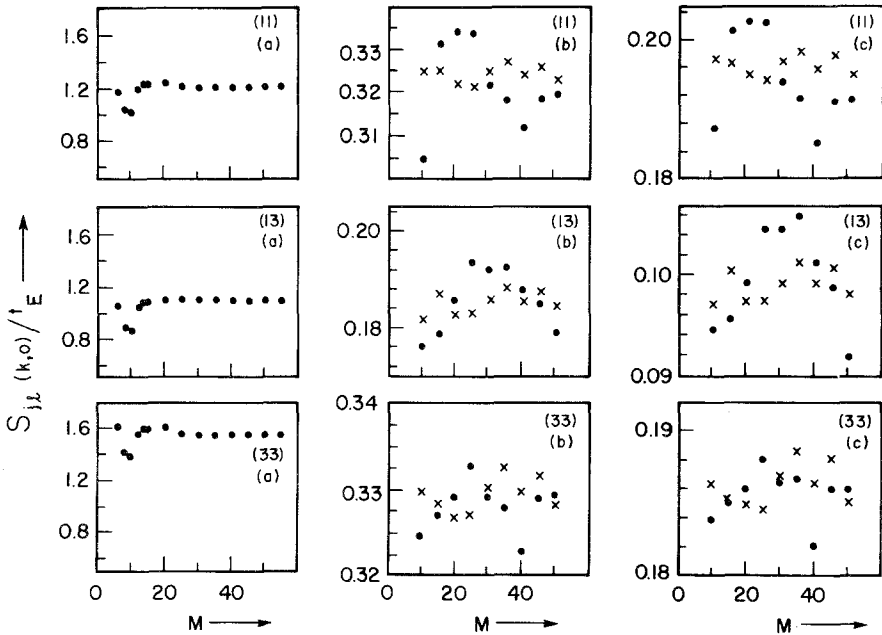 S_{jℓ}(k,o)/t_E ⟶
1.6 1.2 0.8 (11) (a)
0.33 0.32 0.31 (11) (b)
0.20 0.18 (11) (c)
1.6 1.2 0.8 (13) (a)
0.20 0.18 (13) (b)
0.10 0.09 (13) (c)
1.6 1.2 0.8 (33) (a)
0.34 0.33 0.32 (33) (b)
0.19 0.18 (33) (c)
0 20 40
0 20 40
0 20 40
M ⟶
M ⟶
M ⟶